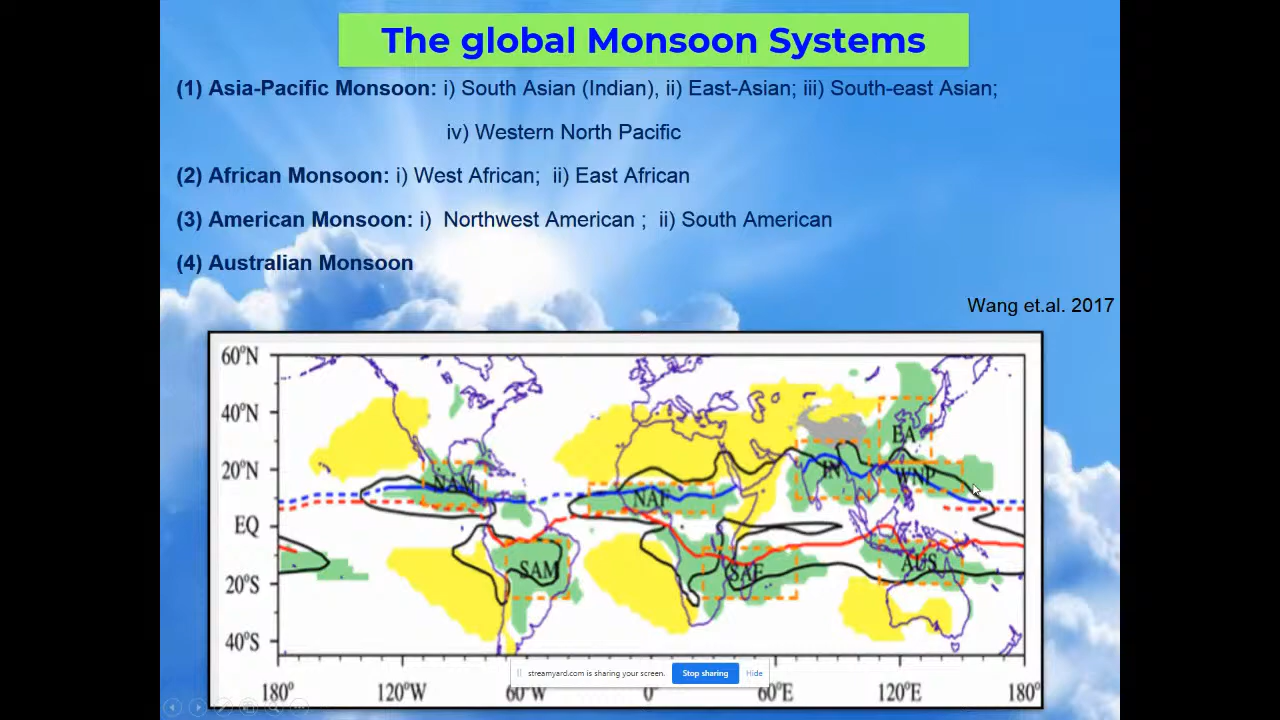 The global Monsoon Systems
(1) Asia-Pacific Monsoon: i) South Asian (Indian), ii) East-Asian; iii) South-east Asian;
iv) Western North Pacific
(2) African Monsoon: i) West African; ii) East African
(3) American Monsoon: i) Northwest American ; ii) South American
(4) Australian Monsoon
Wang et.al. 2017
60°N
40°N
20°N
EQ
20°S
40°S
EA
IN
WNP
NAM
NAF
SAM
SAF
AUS
streamyard.com is sharing your screen. Stop sharing Hide
180° 120°W 60°W 0° 60°E 120°E 180°